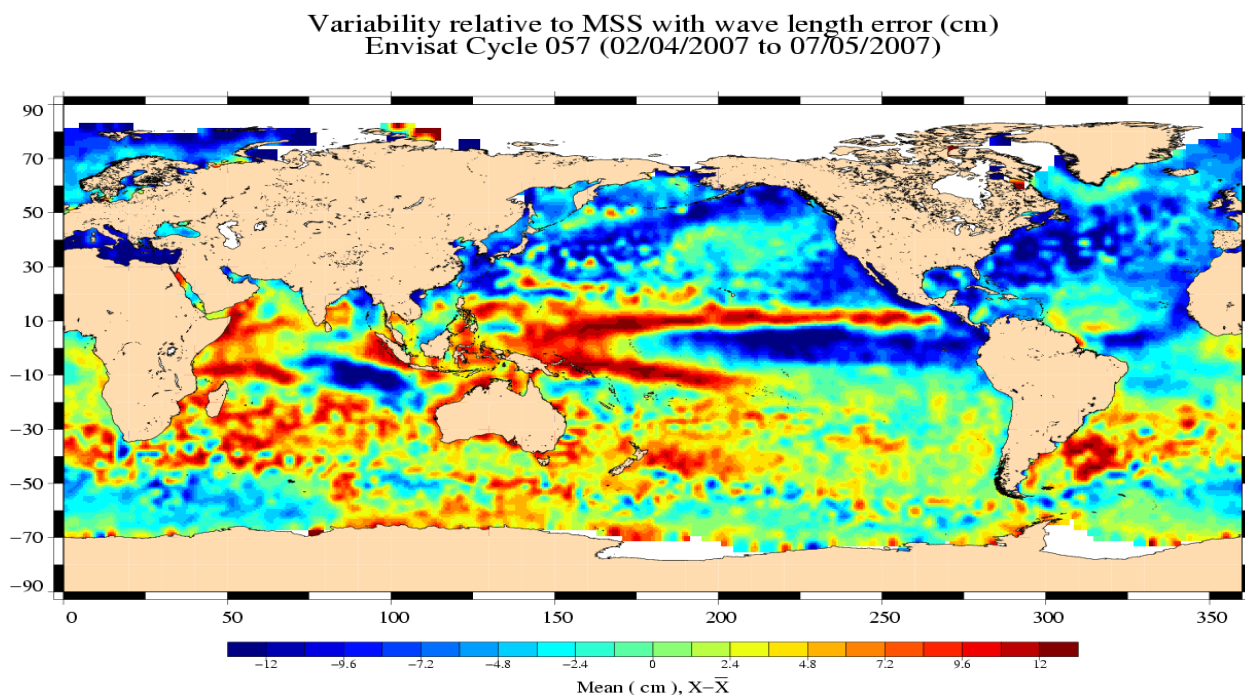 Variability relative to MSS with wave length error (cm)
Envisat Cycle 057 (02/04/2007 to 07/05/2007)
90
70
50
30
10
−10
−30
−50
−70
−90
0 50 100 150 200 250 300 350
−12 −9.6 −7.2 −4.8 −2.4 0 2.4 4.8 7.2 9.6 12
Mean ( cm ), X−X̅